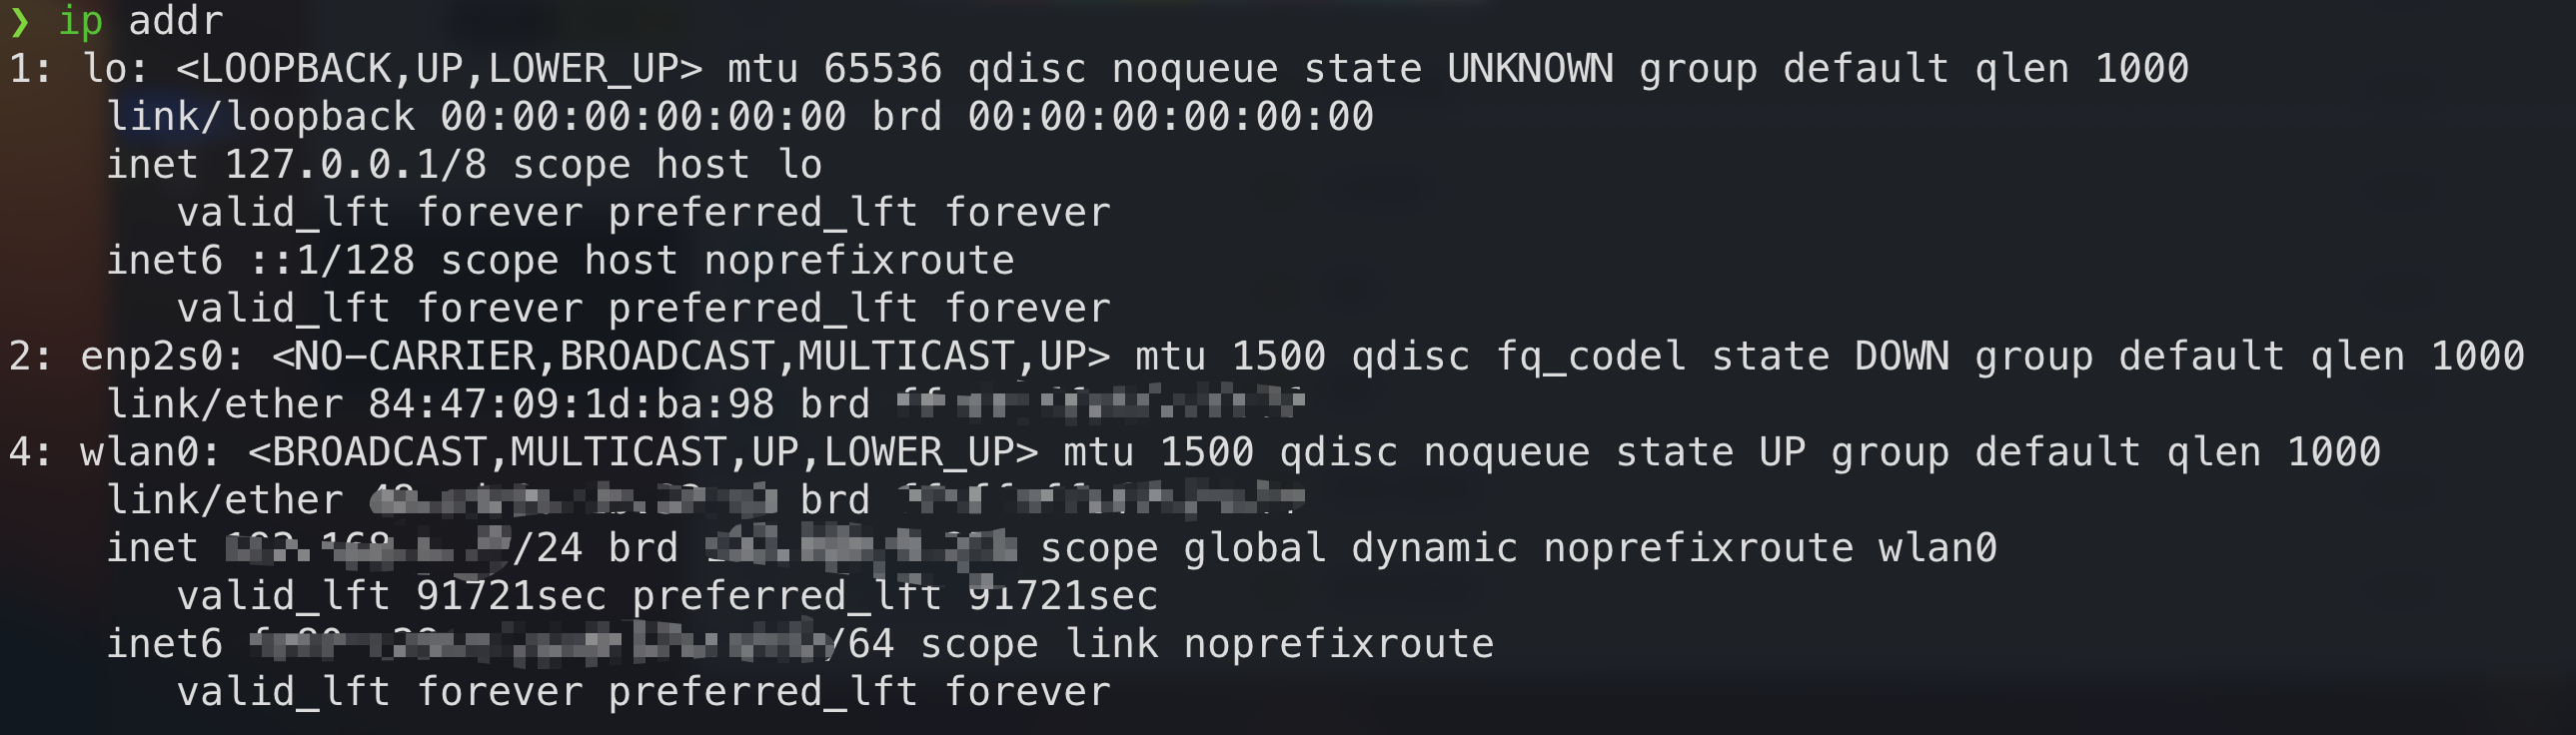 ❯ ip addr
1: lo: <LOOPBACK,UP,LOWER_UP> mtu 65536 qdisc noqueue state UNKNOWN group default qlen 1000
link/loopback 00:00:00:00:00:00 brd 00:00:00:00:00:00
inet 127.0.0.1/8 scope host lo
valid_lft forever preferred_lft forever
inet6 ::1/128 scope host noprefixroute
valid_lft forever preferred_lft forever
2: enp2s0: <NO-CARRIER,BROADCAST,MULTICAST,UP> mtu 1500 qdisc fq_codel state DOWN group default qlen 1000
link/ether 84:47:09:1d:ba:98 brd
4: wlan0: <BROADCAST,MULTICAST,UP,LOWER_UP> mtu 1500 qdisc noqueue state UP group default qlen 1000
link/ether brd
inet /24 brd scope global dynamic noprefixroute wlan0
valid_lft 91721sec preferred_lft 91721sec
inet6 /64 scope link noprefixroute
valid_lft forever preferred_lft forever